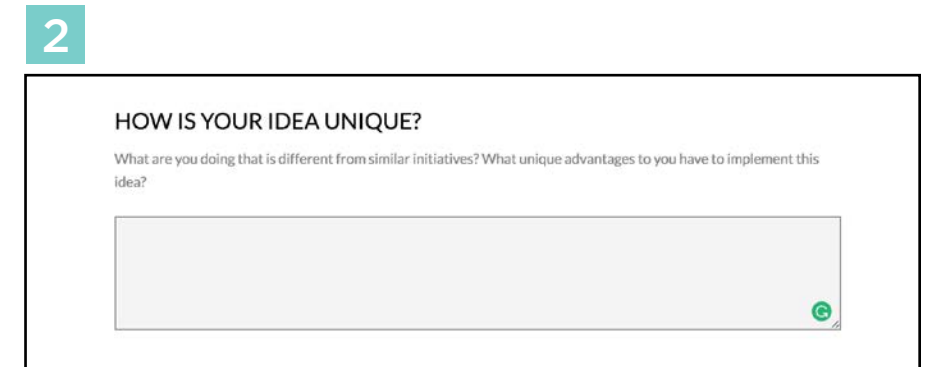 2
HOW IS YOUR IDEA UNIQUE?
What are you doing that is different from similar initiatives? What unique advantages to you have to implement this
idea?